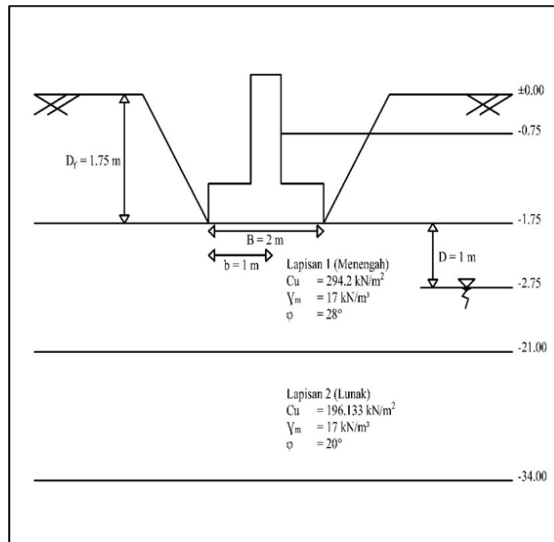 ±0.00
-0.75
Df = 1.75 m
-1.75
B = 2 m
b = 1 m
D = 1 m
Lapisan 1 (Menengah)
Cu = 294.2 kN/m²
γm = 17 kN/m³
φ = 28°
-2.75
-21.00
Lapisan 2 (Lunak)
Cu = 196.133 kN/m²
γm = 17 kN/m³
φ = 20°
-34.00